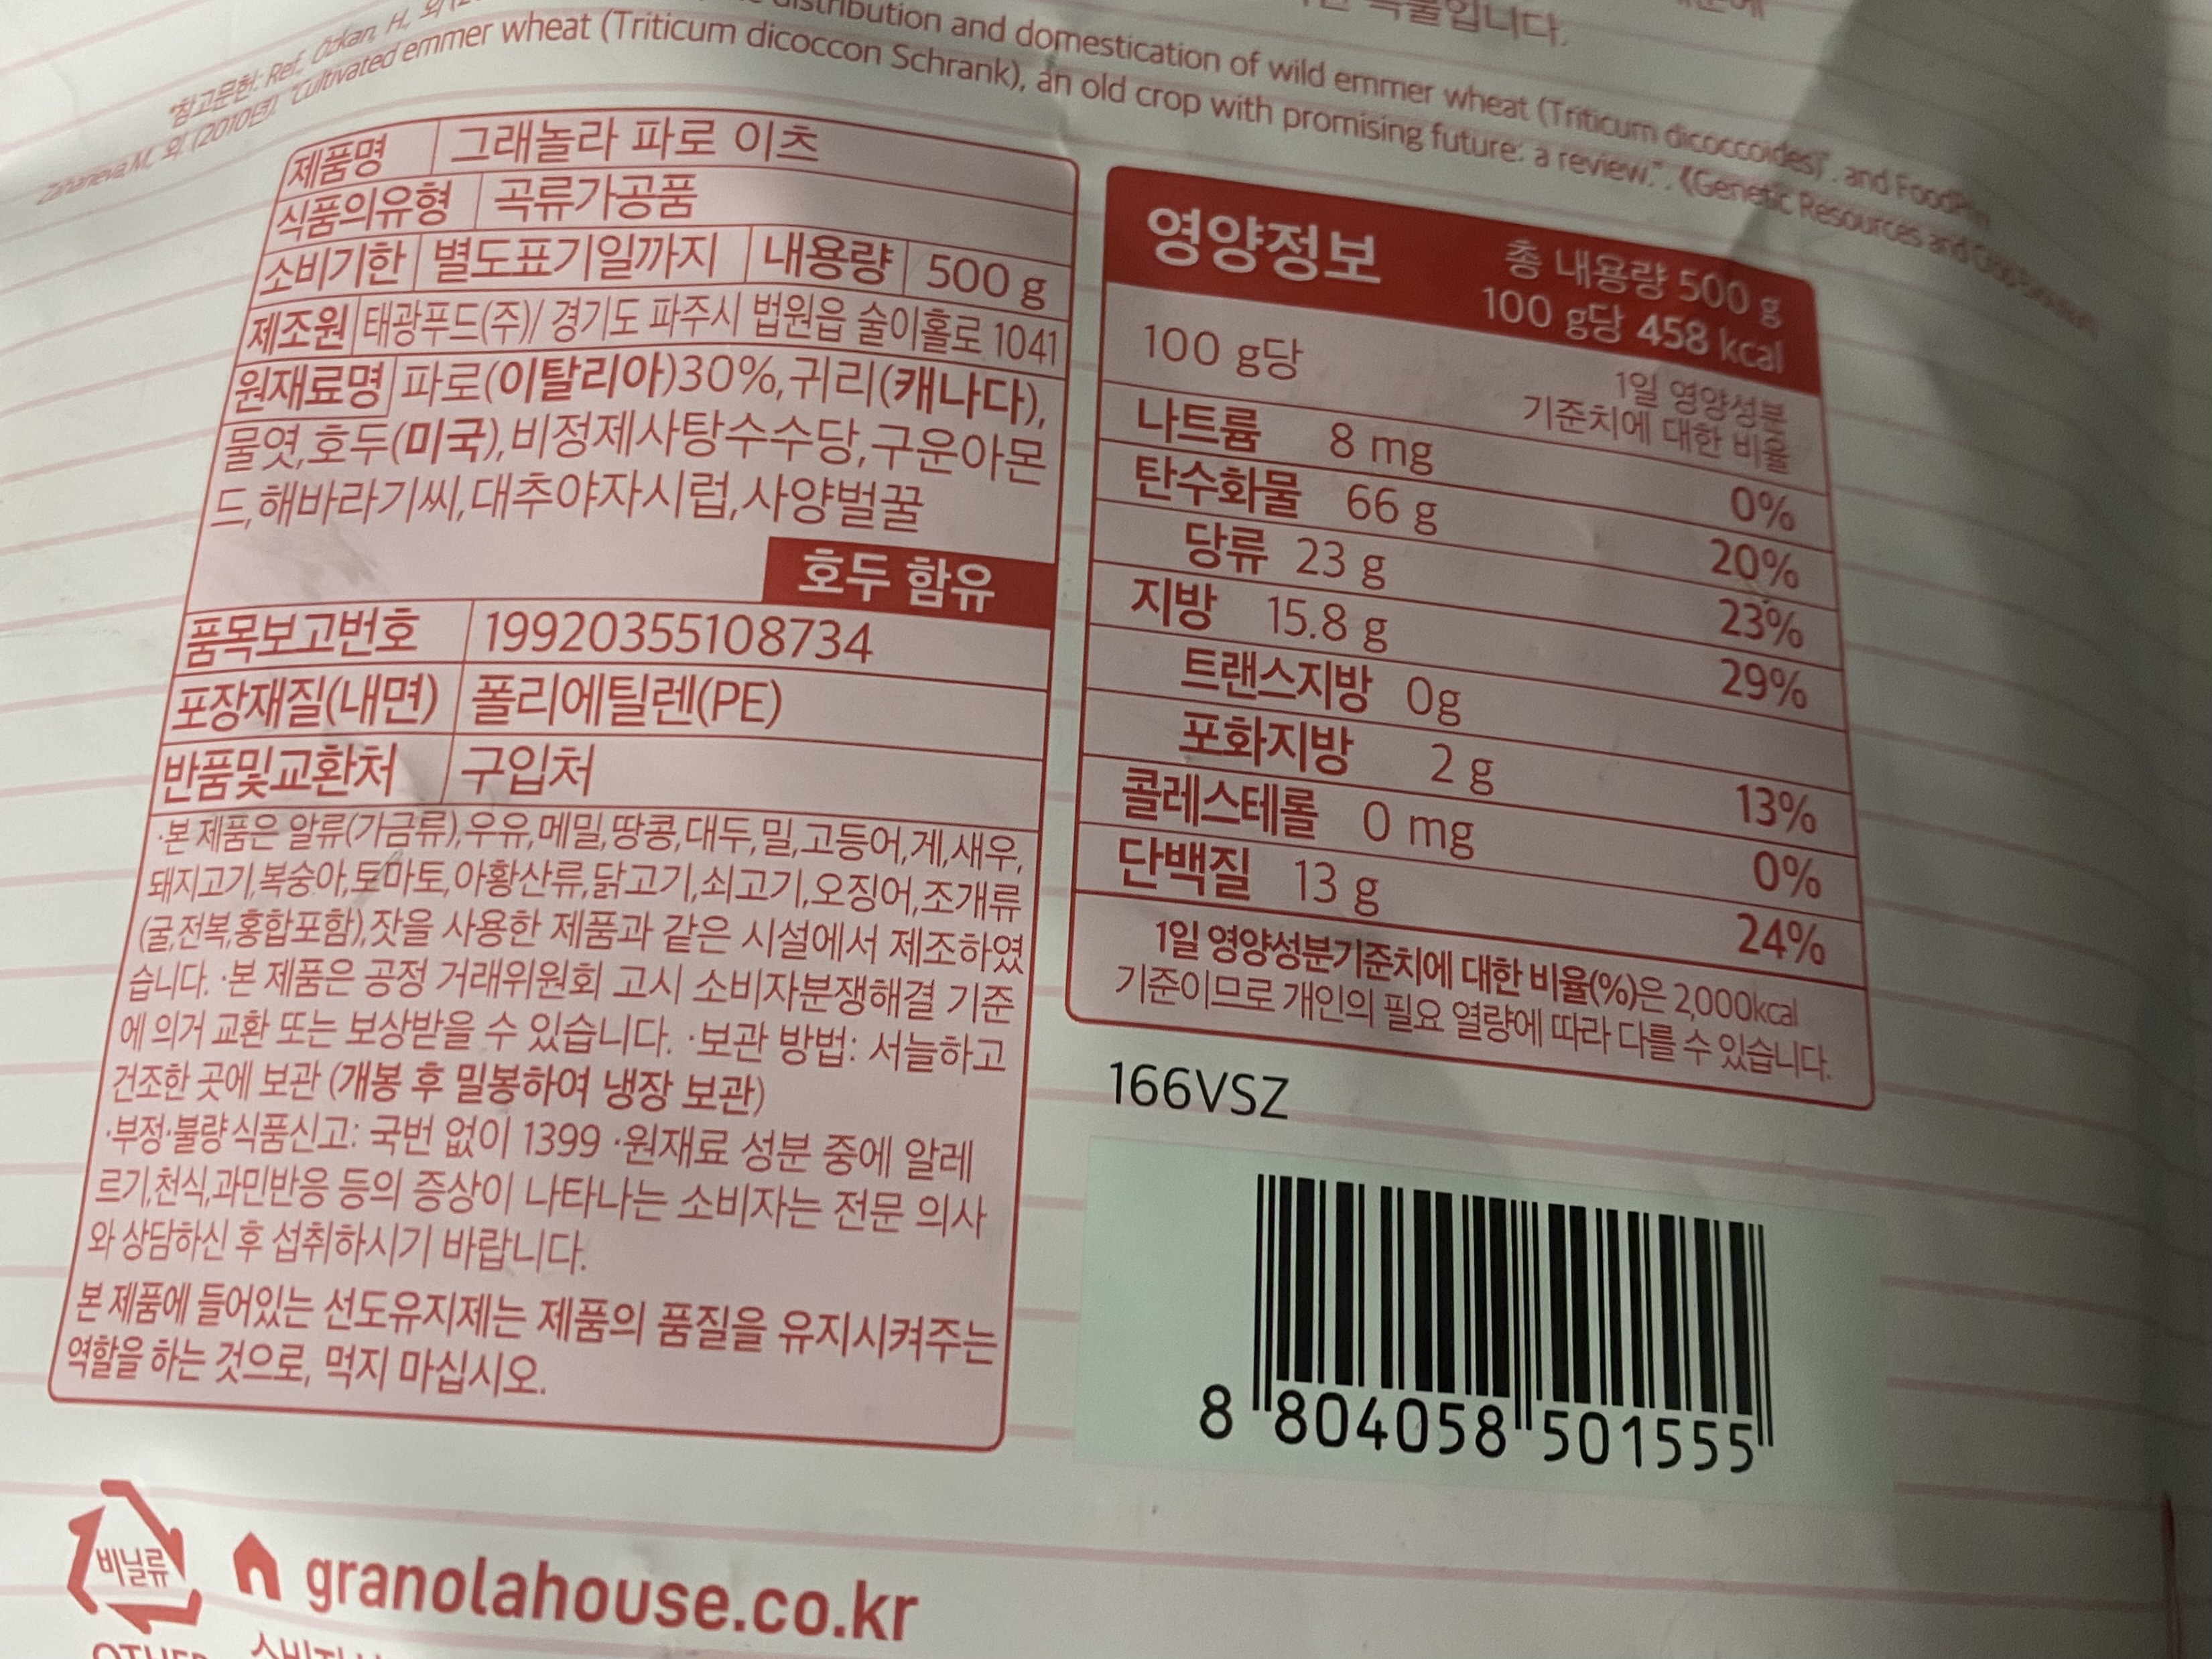 곡물입니다.
*참고문헌: Ref. Özkan, H., 외
distribution and domestication of wild emmer wheat (Triticum dicoccoides)". and
M., 외. (2010년). "Cultivated emmer wheat (Triticum dicoccon Schrank), an old crop with promising future: a review.". 《Genetic Resources and
제품명 그래놀라 파로 이츠
식품의유형 곡류가공품
소비기한 별도표기일까지 내용량 500 g
제조원 태광푸드(주)/ 경기도 파주시 법원읍 술이홀로 1041
원재료명 파로(이탈리아)30%,귀리(캐나다),
물엿,호두(미국),비정제사탕수수당,구운아몬
드,해바라기씨,대추야자시럽,사양벌꿀
호두 함유
품목보고번호 19920355108734
포장재질(내면) 폴리에틸렌(PE)
반품및교환처 구입처
·본 제품은 알류(가금류),우유,메밀,땅콩,대두,밀,고등어,게,새우,
돼지고기,복숭아,토마토,아황산류,닭고기,쇠고기,오징어,조개류
(굴,전복,홍합포함),잣을 사용한 제품과 같은 시설에서 제조하였
습니다. ·본 제품은 공정 거래위원회 고시 소비자분쟁해결 기준
에 의거 교환 또는 보상받을 수 있습니다. ·보관 방법: 서늘하고
건조한 곳에 보관 (개봉 후 밀봉하여 냉장 보관)
·부정·불량식품신고: 국번 없이 1399 ·원재료 성분 중에 알레
르기,천식,과민반응 등의 증상이 나타나는 소비자는 전문 의사
와 상담하신 후 섭취하시기 바랍니다.
본 제품에 들어있는 선도유지제는 제품의 품질을 유지시켜주는
역할을 하는 것으로, 먹지 마십시오.
영양정보
총 내용량 500 g
100 g당 458 kcal
100 g당
1일 영양성분
기준치에 대한 비율
나트륨 8 mg 0%
탄수화물 66 g 20%
당류 23 g 23%
지방 15.8 g 29%
트랜스지방 0g
포화지방 2 g 13%
콜레스테롤 0 mg 0%
단백질 13 g 24%
1일 영양성분기준치에 대한 비율(%)은 2,000kcal
기준이므로 개인의 필요 열량에 따라 다를 수 있습니다.
166VSZ
8 804058 501555
비닐류
granolahouse.co.kr
OTHER